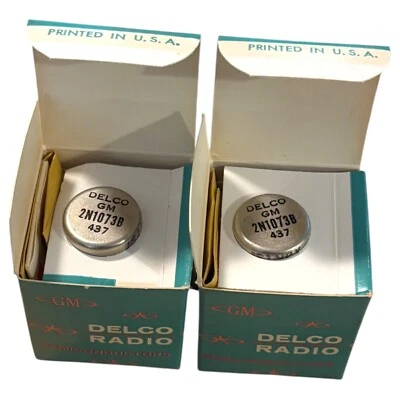 PRINTED IN U.S.A.
DELCO
GM
2N1073B
437
GM
DELCO
RADIO
PRINTED IN U.S.A.
DELCO
GM
2N1073B
437
GM
DELCO
RADIO